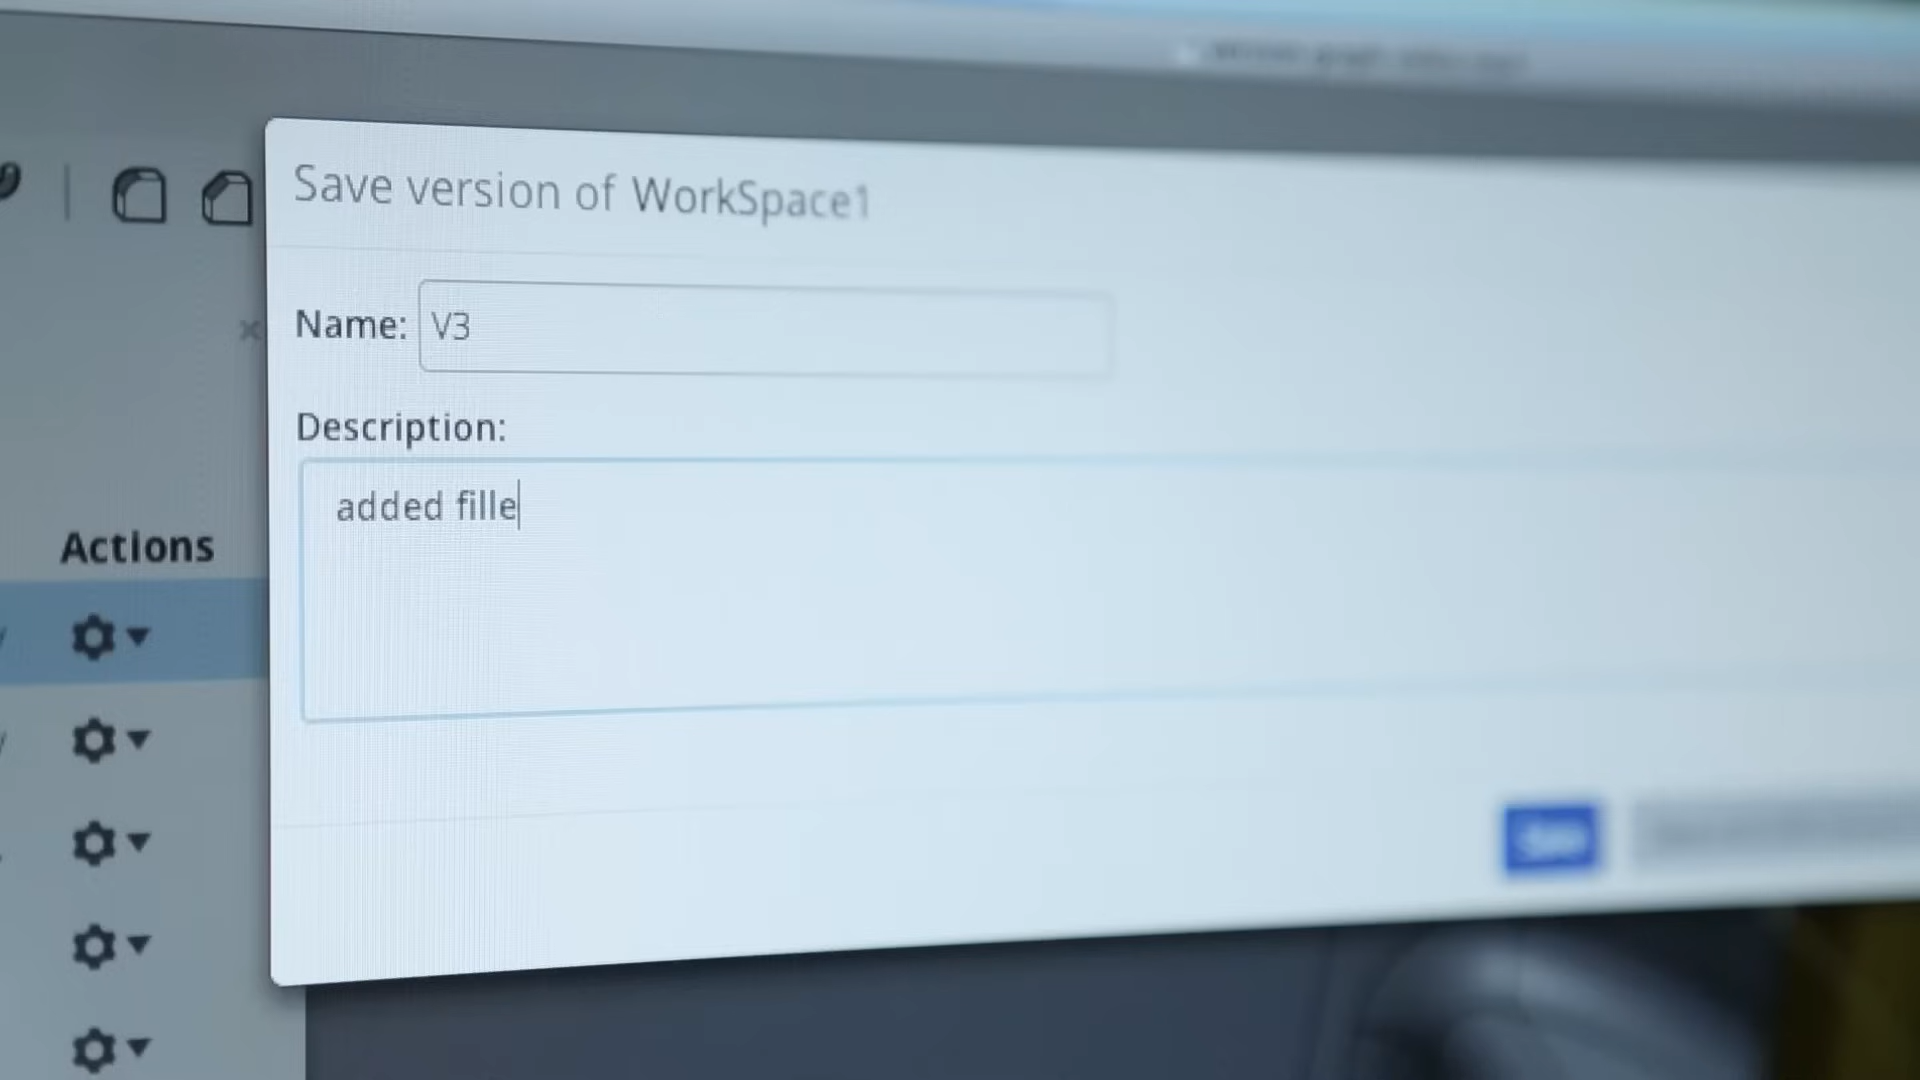 Save version of WorkSpace1
Name: V3
Description:
added fille
Actions